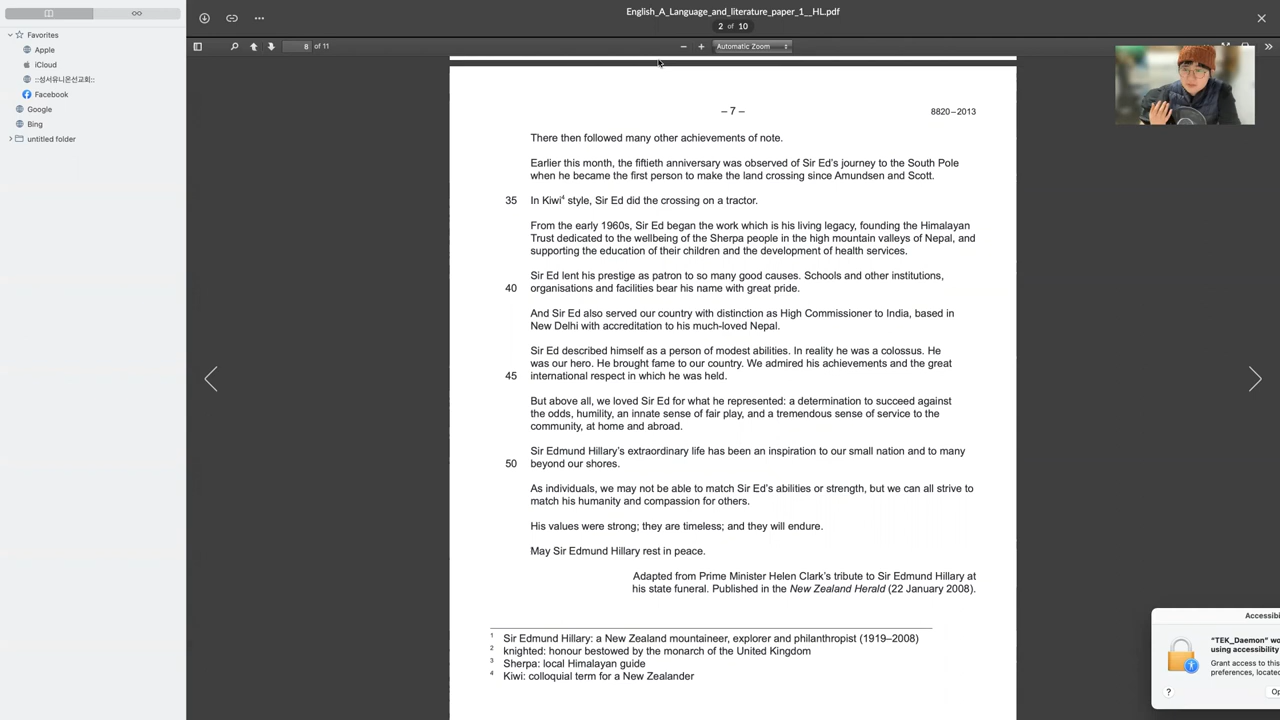 English_A_Language_and_literature_paper_1__HL.pdf
2 of 10
8 of 11
Automatic Zoom
Favorites
Apple
iCloud
::성서유니온선교회::
Facebook
Google
Bing
untitled folder
– 7 –
8820–2013
There then followed many other achievements of note.
Earlier this month, the fiftieth anniversary was observed of Sir Ed's journey to the South Pole
when he became the first person to make the land crossing since Amundsen and Scott.
35 In Kiwi4 style, Sir Ed did the crossing on a tractor.
From the early 1960s, Sir Ed began the work which is his living legacy, founding the Himalayan
Trust dedicated to the wellbeing of the Sherpa people in the high mountain valleys of Nepal, and
supporting the education of their children and the development of health services.
Sir Ed lent his prestige as patron to so many good causes. Schools and other institutions,
40 organisations and facilities bear his name with great pride.
And Sir Ed also served our country with distinction as High Commissioner to India, based in
New Delhi with accreditation to his much-loved Nepal.
Sir Ed described himself as a person of modest abilities. In reality he was a colossus. He
was our hero. He brought fame to our country. We admired his achievements and the great
45 international respect in which he was held.
But above all, we loved Sir Ed for what he represented: a determination to succeed against
the odds, humility, an innate sense of fair play, and a tremendous sense of service to the
community, at home and abroad.
Sir Edmund Hillary's extraordinary life has been an inspiration to our small nation and to many
50 beyond our shores.
As individuals, we may not be able to match Sir Ed's abilities or strength, but we can all strive to
match his humanity and compassion for others.
His values were strong; they are timeless; and they will endure.
May Sir Edmund Hillary rest in peace.
Adapted from Prime Minister Helen Clark's tribute to Sir Edmund Hillary at
his state funeral. Published in the New Zealand Herald (22 January 2008).
1 Sir Edmund Hillary: a New Zealand mountaineer, explorer and philanthropist (1919–2008)
2 knighted: honour bestowed by the monarch of the United Kingdom
3 Sherpa: local Himalayan guide
4 Kiwi: colloquial term for a New Zealander
Accessibi
"TEK_Daemon" wo
using accessibility
Grant access to this
preferences, locate
?
Op